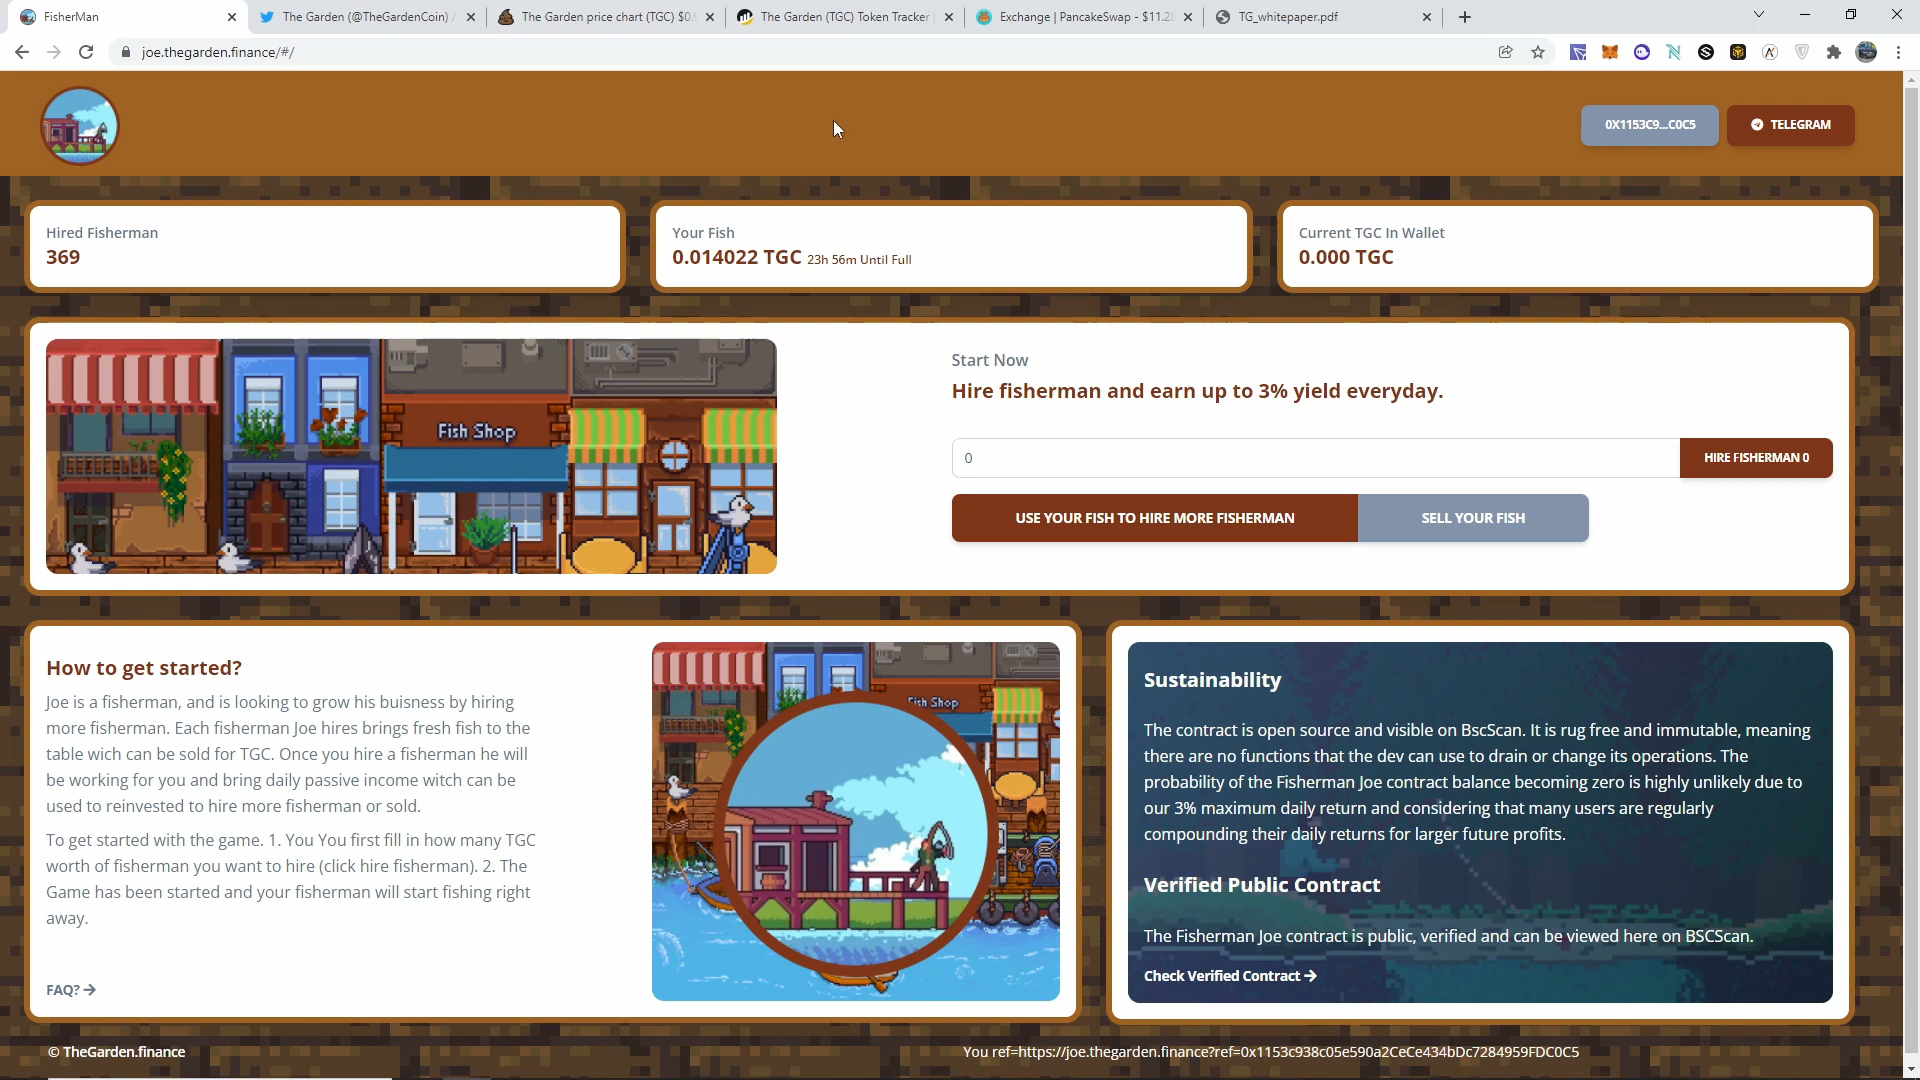 FisherMan
The Garden (@TheGardenCoin) /
The Garden price chart (TGC) $0.
The Garden (TGC) Token Tracker
Exchange | PancakeSwap - $11.2
TG_whitepaper.pdf
joe.thegarden.finance/#/
0X1153C9...C0C5
TELEGRAM
Hired Fisherman
369
Your Fish
0.014022 TGC 23h 56m Until Full
Current TGC In Wallet
0.000 TGC
Fish Shop
Start Now
Hire fisherman and earn up to 3% yield everyday.
0
HIRE FISHERMAN 0
USE YOUR FISH TO HIRE MORE FISHERMAN
SELL YOUR FISH
How to get started?
Joe is a fisherman, and is looking to grow his buisness by hiring
more fisherman. Each fisherman Joe hires brings fresh fish to the
table wich can be sold for TGC. Once you hire a fisherman he will
be working for you and bring daily passive income witch can be
used to reinvested to hire more fisherman or sold.
To get started with the game. 1. You You first fill in how many TGC
worth of fisherman you want to hire (click hire fisherman). 2. The
Game has been started and your fisherman will start fishing right
away.
FAQ? →
Fish Shop
Sustainability
The contract is open source and visible on BscScan. It is rug free and immutable, meaning
there are no functions that the dev can use to drain or change its operations. The
probability of the Fisherman Joe contract balance becoming zero is highly unlikely due to
our 3% maximum daily return and considering that many users are regularly
compounding their daily returns for larger future profits.
Verified Public Contract
The Fisherman Joe contract is public, verified and can be viewed here on BSCScan.
Check Verified Contract →
© TheGarden.finance
You ref=https://joe.thegarden.finance?ref=0x1153c938c05e590a2CeCe434bDc7284959FDC0C5